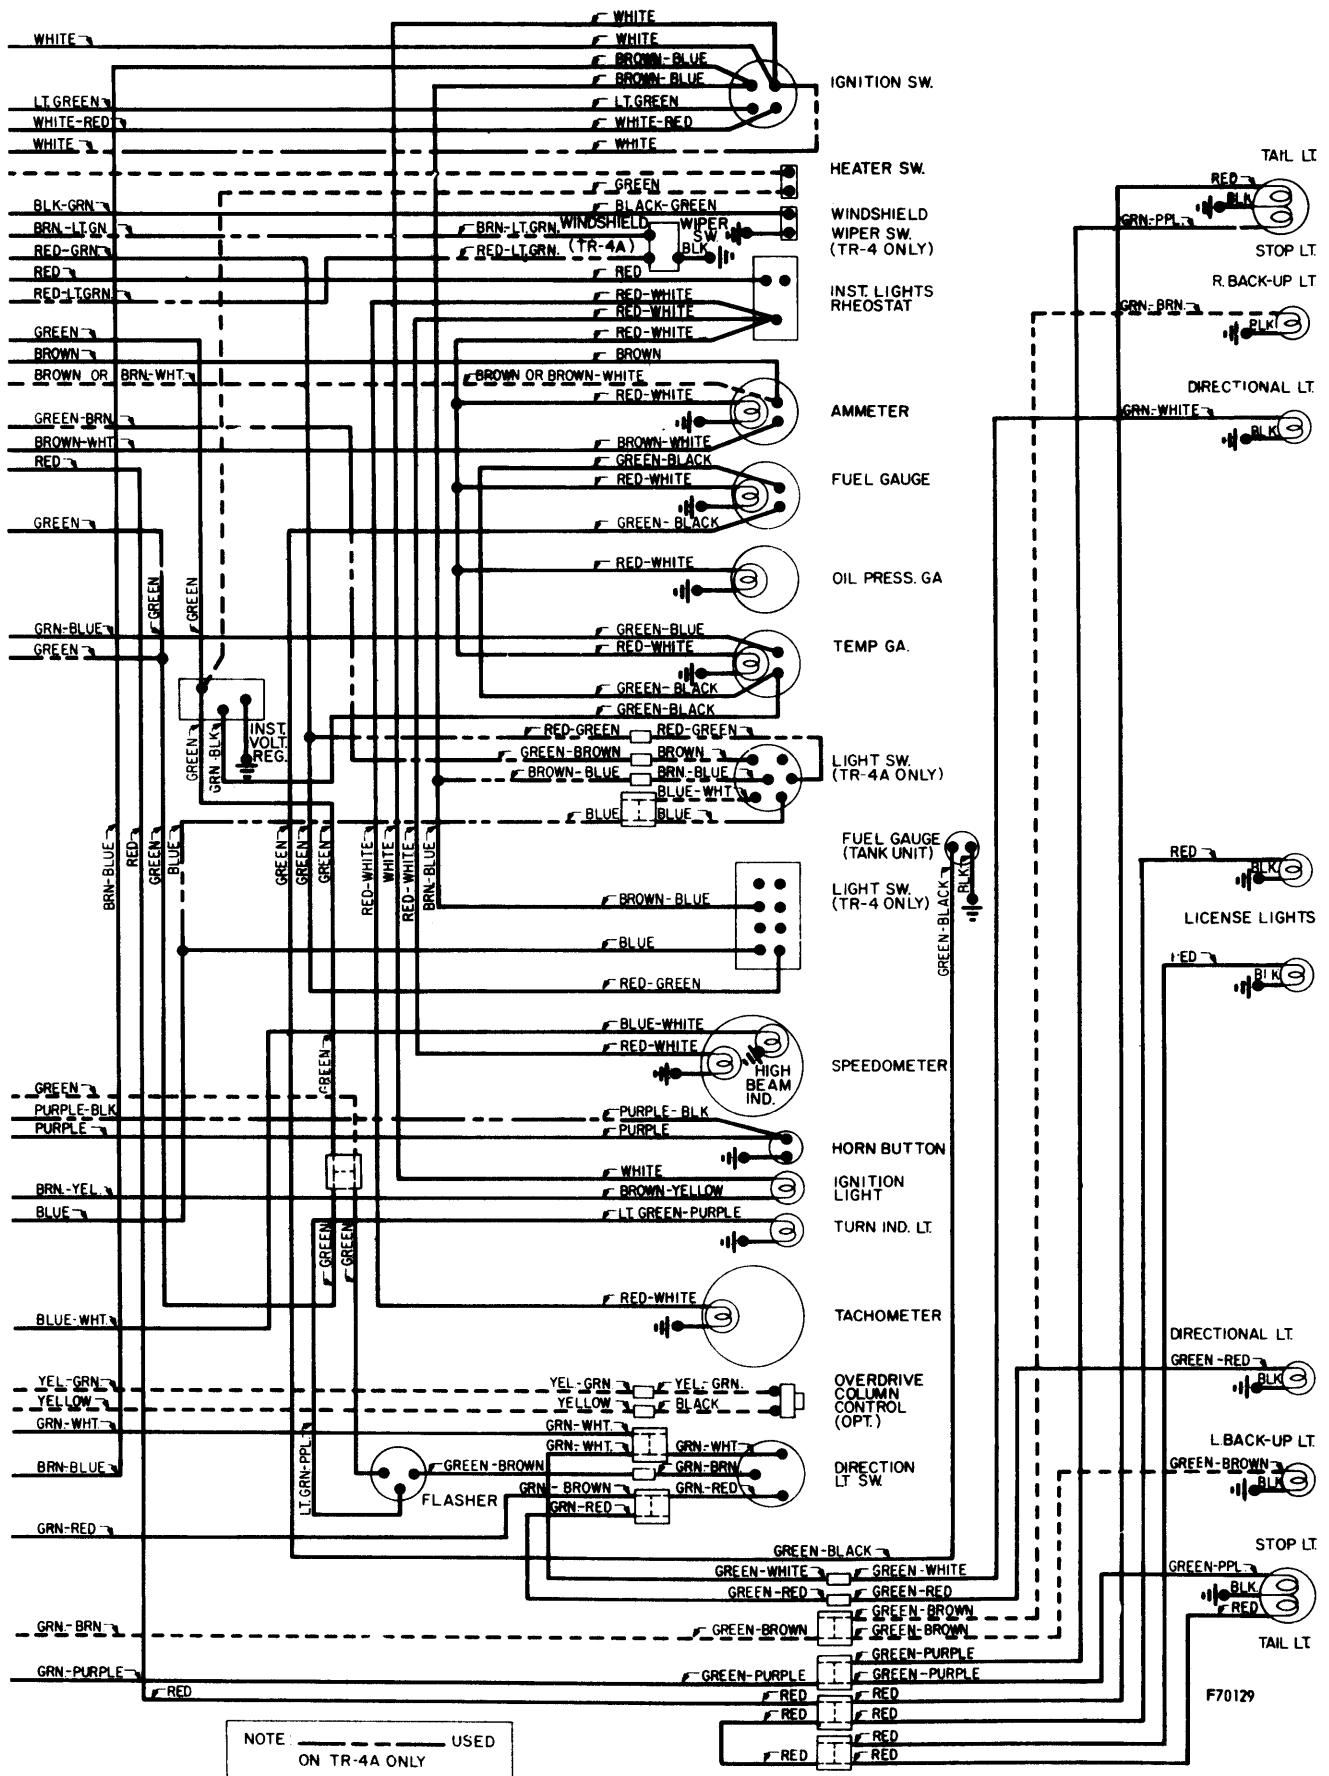 WHITE
WHITE WHITE
BROWN-BLUE
BROWN-BLUE IGNITION SW.
LT.GREEN LT.GREEN
WHITE-RED WHITE-RED
WHITE WHITE
TAIL LT.
HEATER SW.
RED
GREEN
BLK
BLK-GRN BLACK-GREEN WINDSHIELD
WIPER SW.
(TR-4 ONLY)
GRN-PPL.
BRN-LT.GN. BRN-LT.GRN. WINDSHIELD WIPER
SW.
(TR-4A)
RED-GRN RED-LT.GRN. BLK
STOP LT.
RED RED
R.BACK-UP LT.
RED-LT.GRN. RED-WHITE INST. LIGHTS
RHEOSTAT
GRN-BRN.
RED-WHITE
BLK
GREEN RED-WHITE
BROWN BROWN
BROWN OR BRN-WHT. BROWN OR BROWN-WHITE
DIRECTIONAL LT.
RED-WHITE
GREEN-BRN AMMETER GRN-WHITE
BLK
BROWN-WHT. BROWN-WHITE
RED GREEN-BLACK
RED-WHITE FUEL GAUGE
GREEN GREEN-BLACK
RED-WHITE OIL PRESS. GA
GREEN GREEN
GRN-BLUE GREEN-BLUE
GREEN RED-WHITE TEMP GA.
GREEN-BLACK
GREEN-BLACK
INST.
VOLT.
REG.
GREEN GRN-BLK
RED-GREEN RED-GREEN
GREEN-BROWN BROWN LIGHT SW.
(TR-4A ONLY)
BROWN-BLUE BRN-BLUE
BLUE-WHT.
BLUE BLUE
BRN-BLUE RED GREEN BLUE GREEN GREEN GREEN RED-WHITE WHITE RED-WHITE BRN-BLUE
FUEL GAUGE
(TANK UNIT)
GREEN-BLACK BLK
RED
BLK
BROWN-BLUE LIGHT SW.
(TR-4 ONLY)
LICENSE LIGHTS
BLUE
RED-GREEN
BLUE-WHITE
RED-WHITE SPEEDOMETER
HIGH
BEAM
IND.
GREEN
GREEN
PURPLE-BLK PURPLE-BLK
PURPLE PURPLE
HORN BUTTON
WHITE IGNITION
LIGHT
BRN-YEL. BROWN-YELLOW
BLUE LT GREEN-PURPLE
TURN IND. LT.
GREEN GREEN
RED-WHITE
BLUE-WHT. TACHOMETER
DIRECTIONAL LT.
GREEN-RED
BLK
YEL-GRN YEL-GRN YEL-GRN. OVERDRIVE
COLUMN
CONTROL
(OPT.)
YELLOW YELLOW BLACK
GRN-WHT. GRN-WHT.
GRN-WHT. GRN-WHT
LT. GRN-PPL.
L.BACK-UP LT.
BRN-BLUE GREEN-BROWN GRN-BRN DIRECTION
LT SW.
GREEN-BROWN
BLK
FLASHER GRN-BROWN GRN-RED
GRN-RED
GRN-RED
STOP LT.
GREEN-BLACK
GREEN-WHITE GREEN-WHITE GREEN-PPL.
GREEN-RED GREEN-RED BLK.
GREEN-BROWN RED
GRN-BRN GREEN-BROWN GREEN-BROWN
TAIL LT.
GREEN-PURPLE
GRN-PURPLE GREEN-PURPLE GREEN-PURPLE
RED RED RED F70129
RED RED
RED
RED RED
NOTE: USED
ON TR-4A ONLY